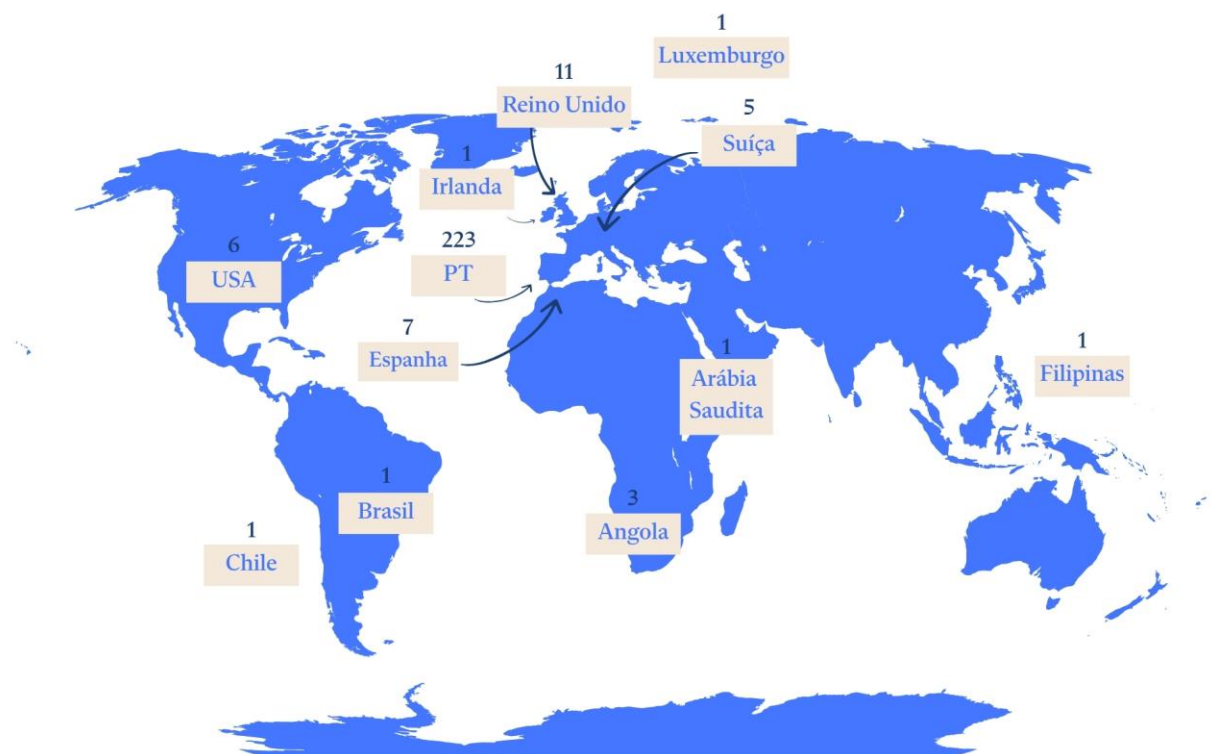 1
Luxemburgo
11
Reino Unido
5
Suíça
1
Irlanda
223
PT
6
USA
7
Espanha
1
Arábia
Saudita
1
Filipinas
1
Brasil
3
Angola
1
Chile